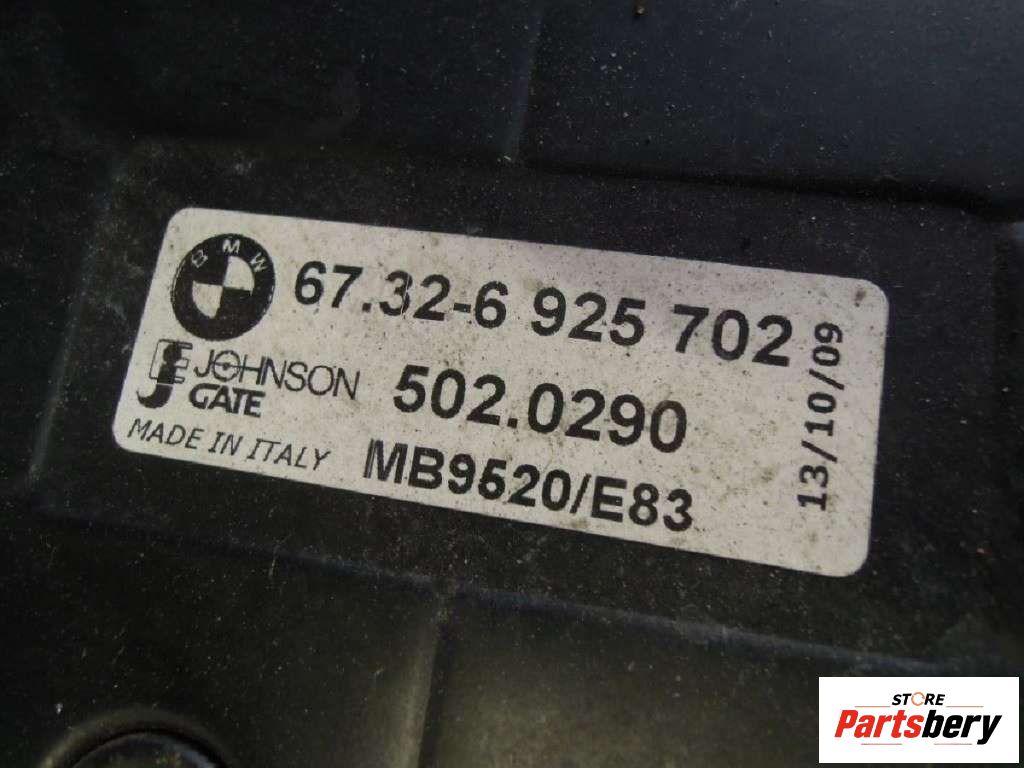 BMW
67.32-6 925 702
JOHNSON
GATE
502.0290
MADE IN ITALY
MB9520/E83
13/10/09
STORE
Partsbery